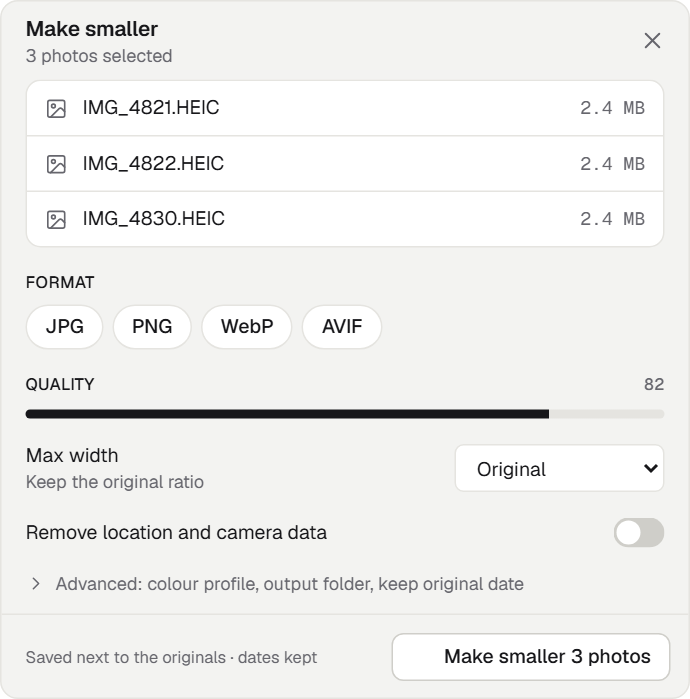 Make smaller
3 photos selected
IMG_4821.HEIC 2.4 MB
IMG_4822.HEIC 2.4 MB
IMG_4830.HEIC 2.4 MB
FORMAT
JPG PNG WebP AVIF
QUALITY 82
Max width
Keep the original ratio
Original
Remove location and camera data
Advanced: colour profile, output folder, keep original date
Saved next to the originals · dates kept
Make smaller 3 photos